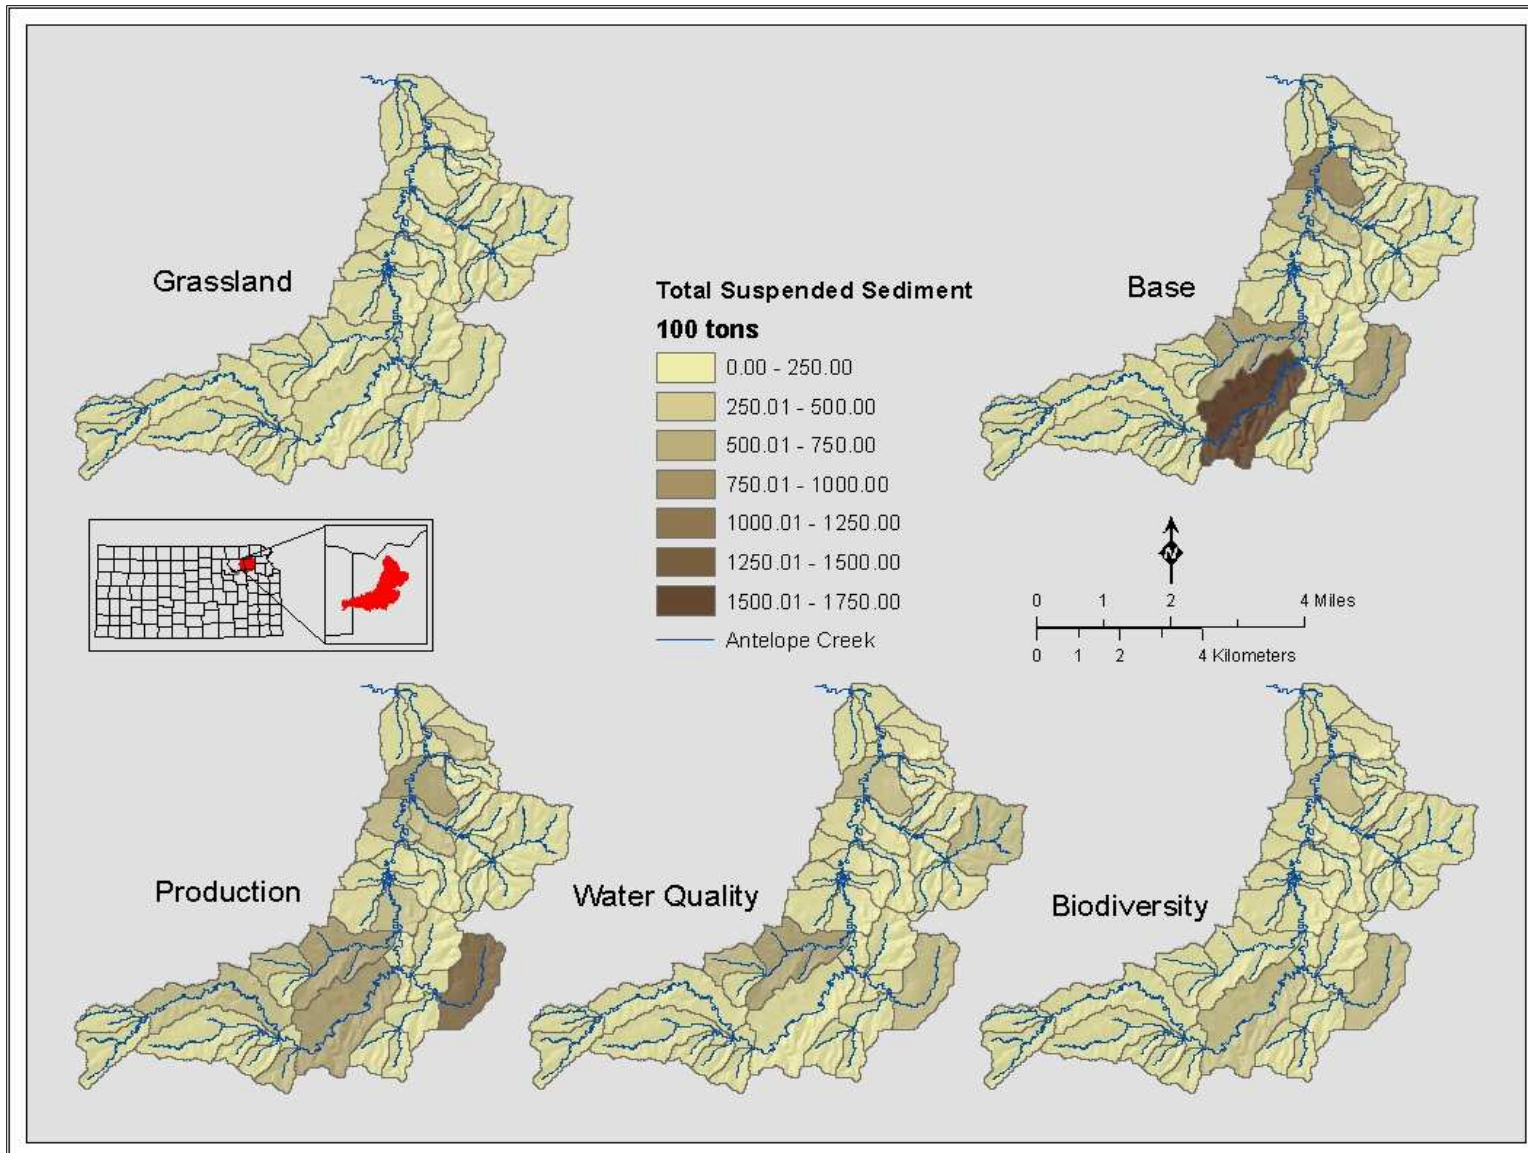 Grassland
Base
Total Suspended Sediment
100 tons
0.00 - 250.00
250.01 - 500.00
500.01 - 750.00
750.01 - 1000.00
1000.01 - 1250.00
1250.01 - 1500.00
1500.01 - 1750.00
Antelope Creek
N
0 1 2 4 Miles
0 1 2 4 Kilometers
Production
Water Quality
Biodiversity